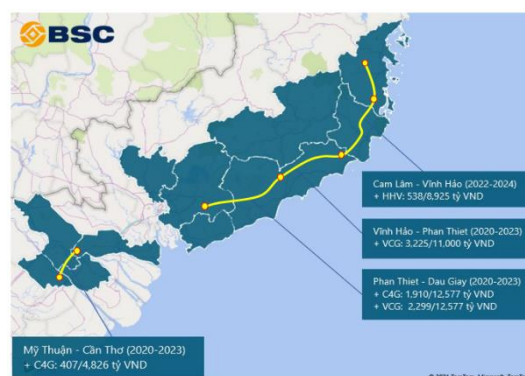 BSC
Cam Lâm - Vĩnh Hảo (2022-2024)
+ HHV: 538/8,925 tỷ VND
Vĩnh Hảo - Phan Thiet (2020-2023)
+ VCG: 3,225/11,000 tỷ VND
Phan Thiet - Dau Giay (2020-2023)
+ C4G: 1,910/12,577 tỷ VND
+ VCG: 2,299/12,577 tỷ VND
Mỹ Thuận - Cần Thơ (2020-2023)
+ C4G: 407/4,826 tỷ VND